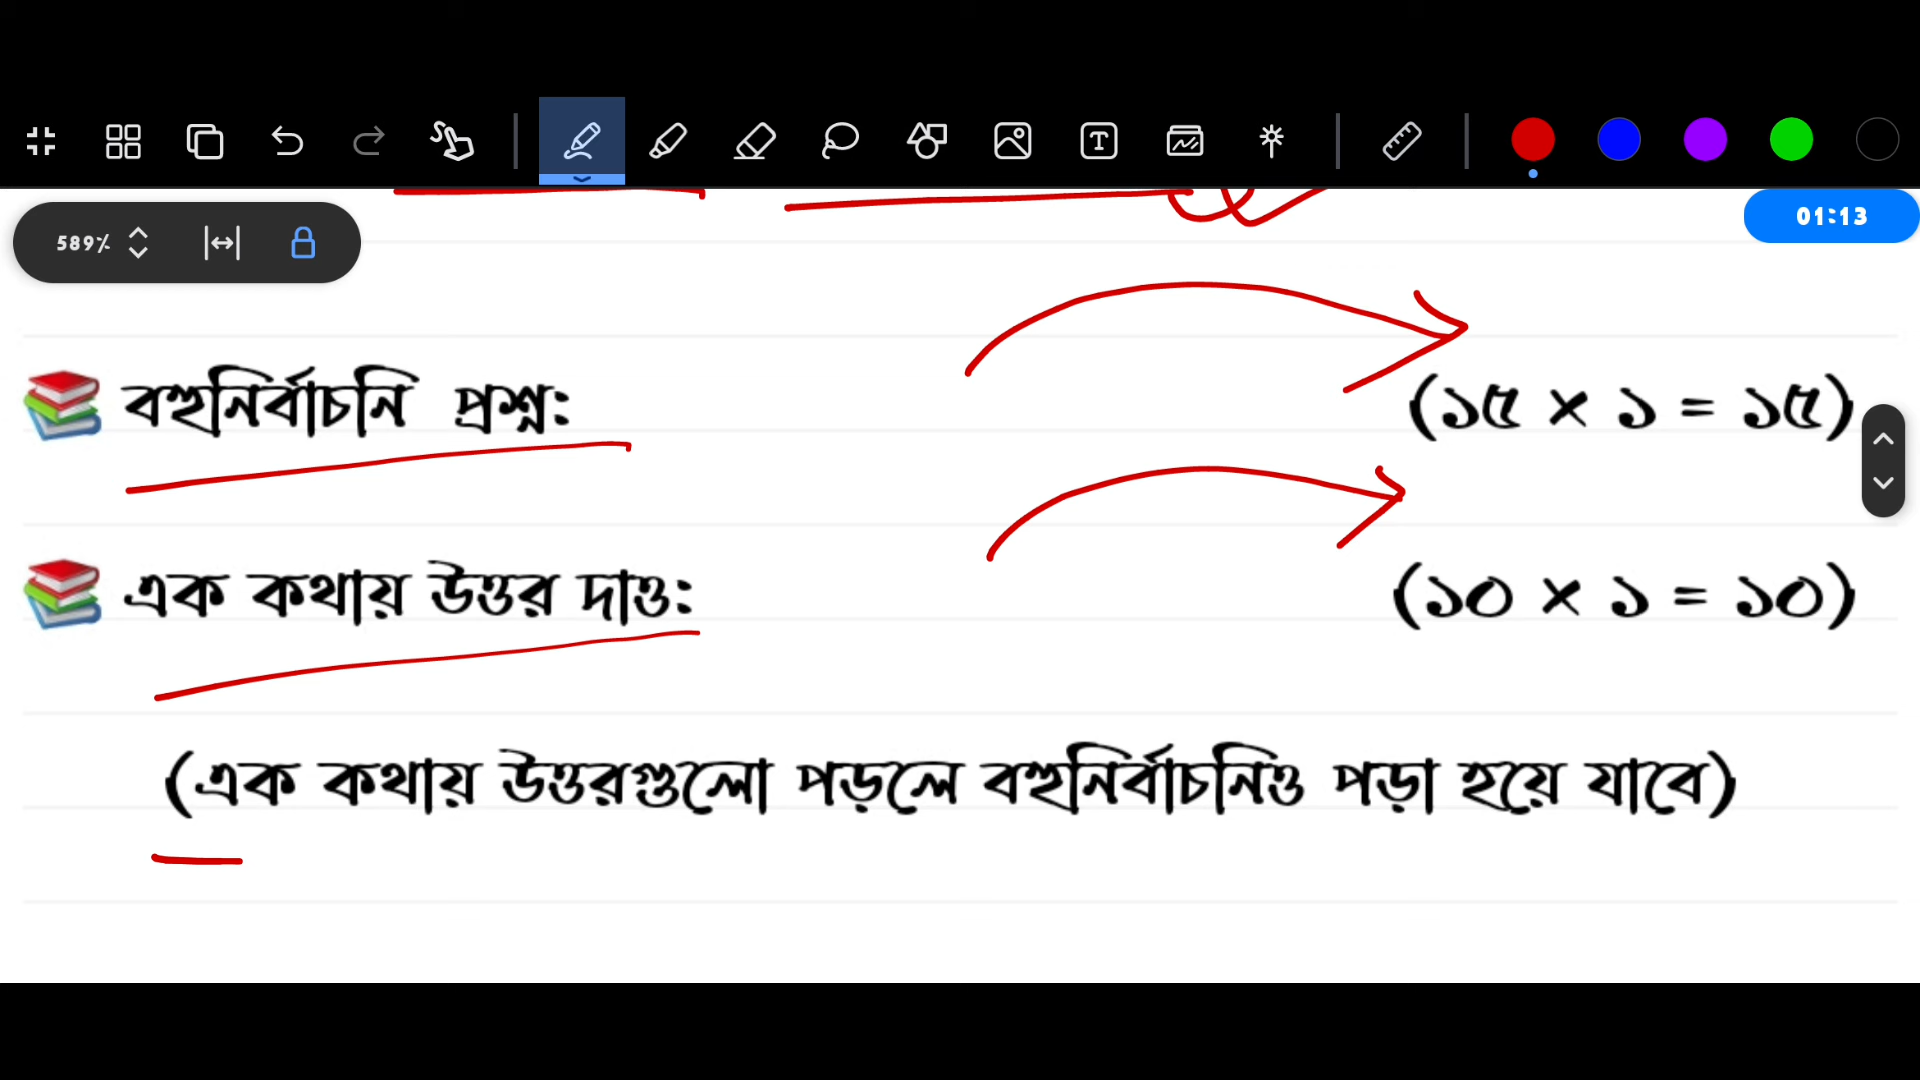 01:13
589%
বহুনির্বাচনি প্রশ্ন: (১৫ × ১ = ১৫)
এক কথায় উত্তর দাও: (১০ × ১ = ১০)
(এক কথায় উত্তরগুলো পড়লে বহুনির্বাচনিও পড়া হয়ে যাবে)